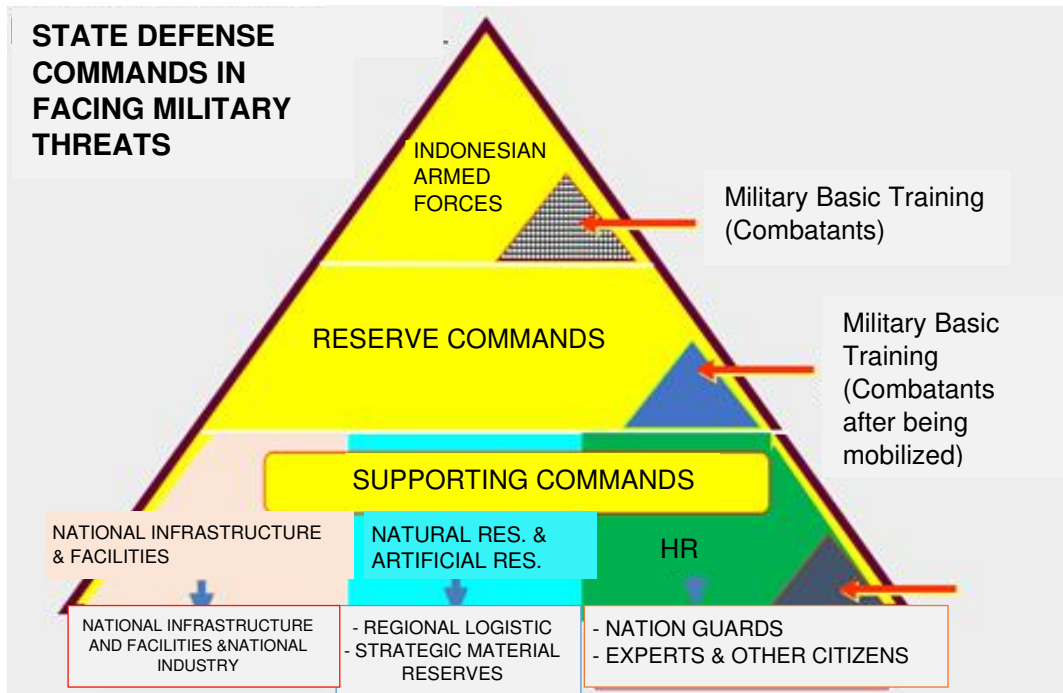 STATE DEFENSE
COMMANDS IN
FACING MILITARY
THREATS
INDONESIAN
ARMED
FORCES
Military Basic Training
(Combatants)
RESERVE COMMANDS
Military Basic
Training
(Combatants
after being
mobilized)
SUPPORTING COMMANDS
NATIONAL INFRASTRUCTURE
& FACILITIES
NATURAL RES. &
ARTIFICIAL RES.
HR
NATIONAL INFRASTRUCTURE
AND FACILITIES &NATIONAL
INDUSTRY
- REGIONAL LOGISTIC
- STRATEGIC MATERIAL
RESERVES
- NATION GUARDS
- EXPERTS & OTHER CITIZENS